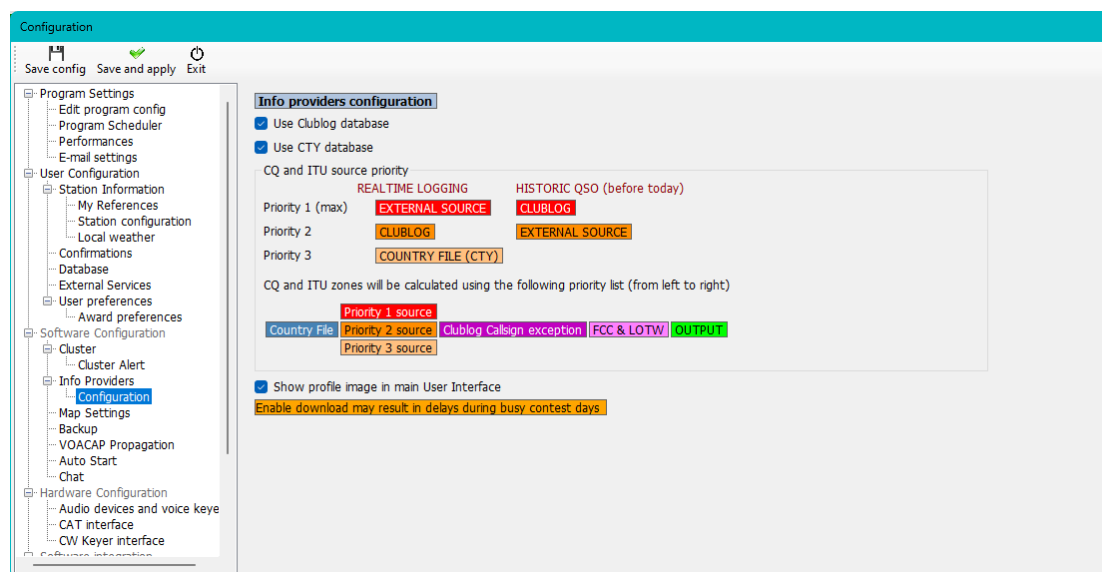 Configuration
Save config Save and apply Exit
Program Settings
Edit program config
Program Scheduler
Performances
E-mail settings
User Configuration
Station Information
My References
Station configuration
Local weather
Confirmations
Database
External Services
User preferences
Award preferences
Software Configuration
Cluster
Cluster Alert
Info Providers
Configuration
Map Settings
Backup
VOACAP Propagation
Auto Start
Chat
Hardware Configuration
Audio devices and voice keye
CAT interface
CW Keyer interface
Software integration
Info providers configuration
Use Clublog database
Use CTY database
CQ and ITU source priority
REALTIME LOGGING HISTORIC QSO (before today)
Priority 1 (max) EXTERNAL SOURCE CLUBLOG
Priority 2 CLUBLOG EXTERNAL SOURCE
Priority 3 COUNTRY FILE (CTY)
CQ and ITU zones will be calculated using the following priority list (from left to right)
Priority 1 source
Country File Priority 2 source Clublog Callsign exception FCC & LOTW OUTPUT
Priority 3 source
Show profile image in main User Interface
Enable download may result in delays during busy contest days